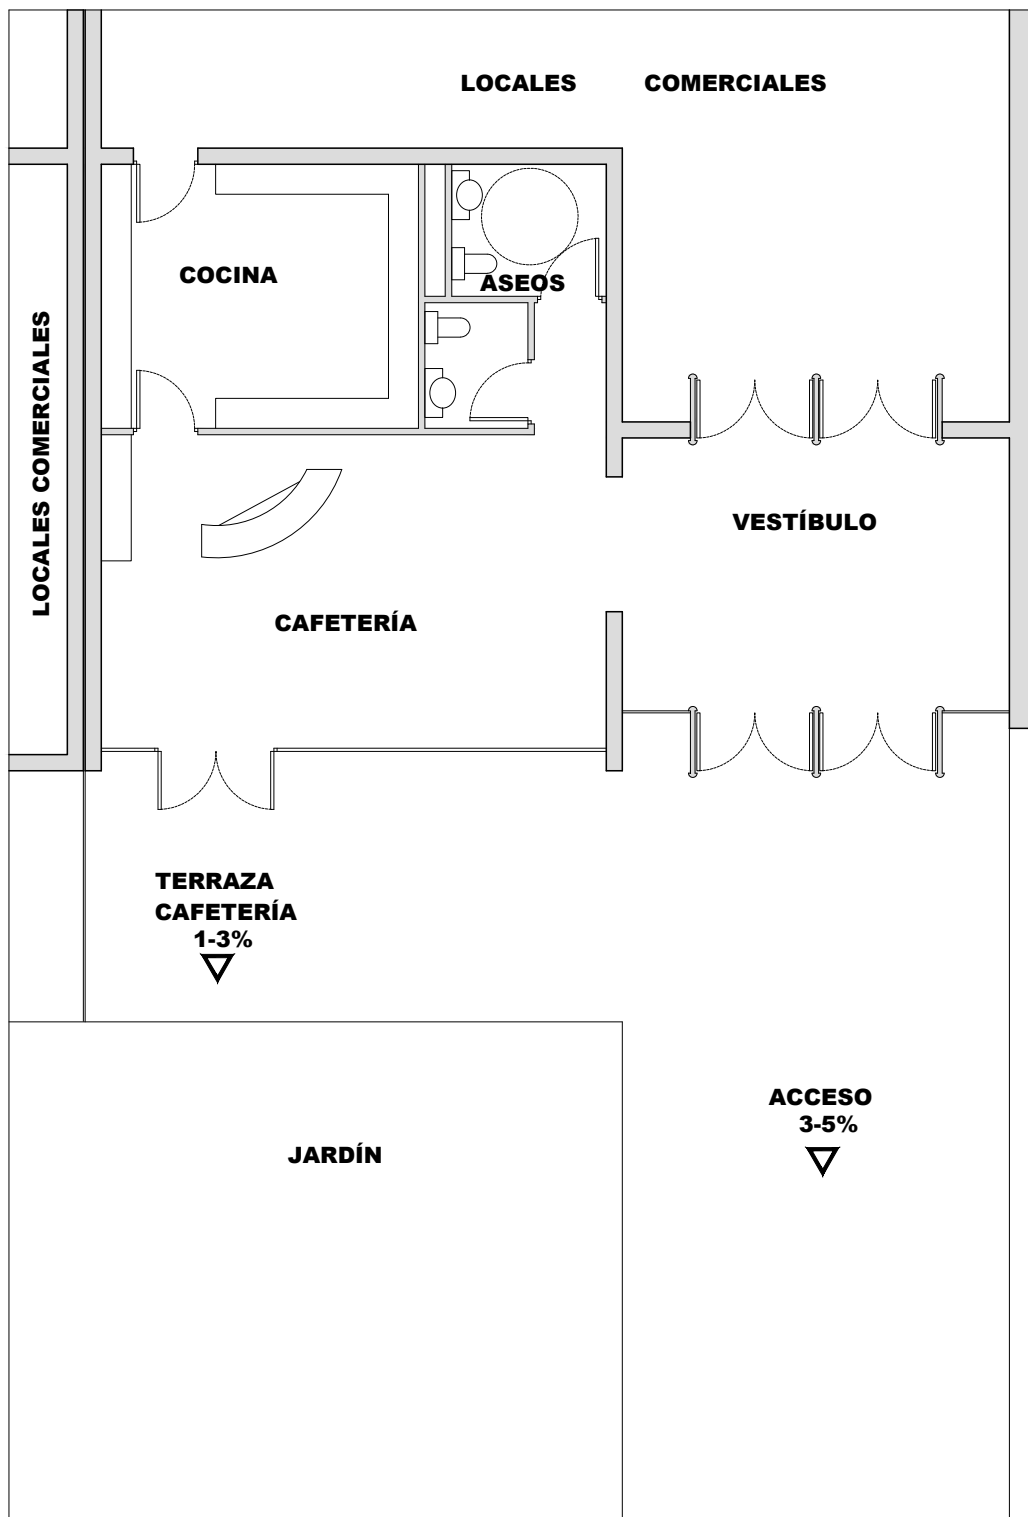 LOCALES COMERCIALES
COCINA
ASEOS
LOCALES COMERCIALES
VESTÍBULO
CAFETERÍA
TERRAZA
CAFETERÍA
1-3%
ACCESO
3-5%
JARDÍN